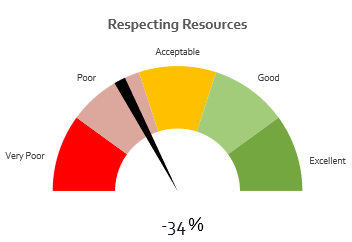 Respecting Resources
Acceptable
Poor
Good
Very Poor
Excellent
-34 %